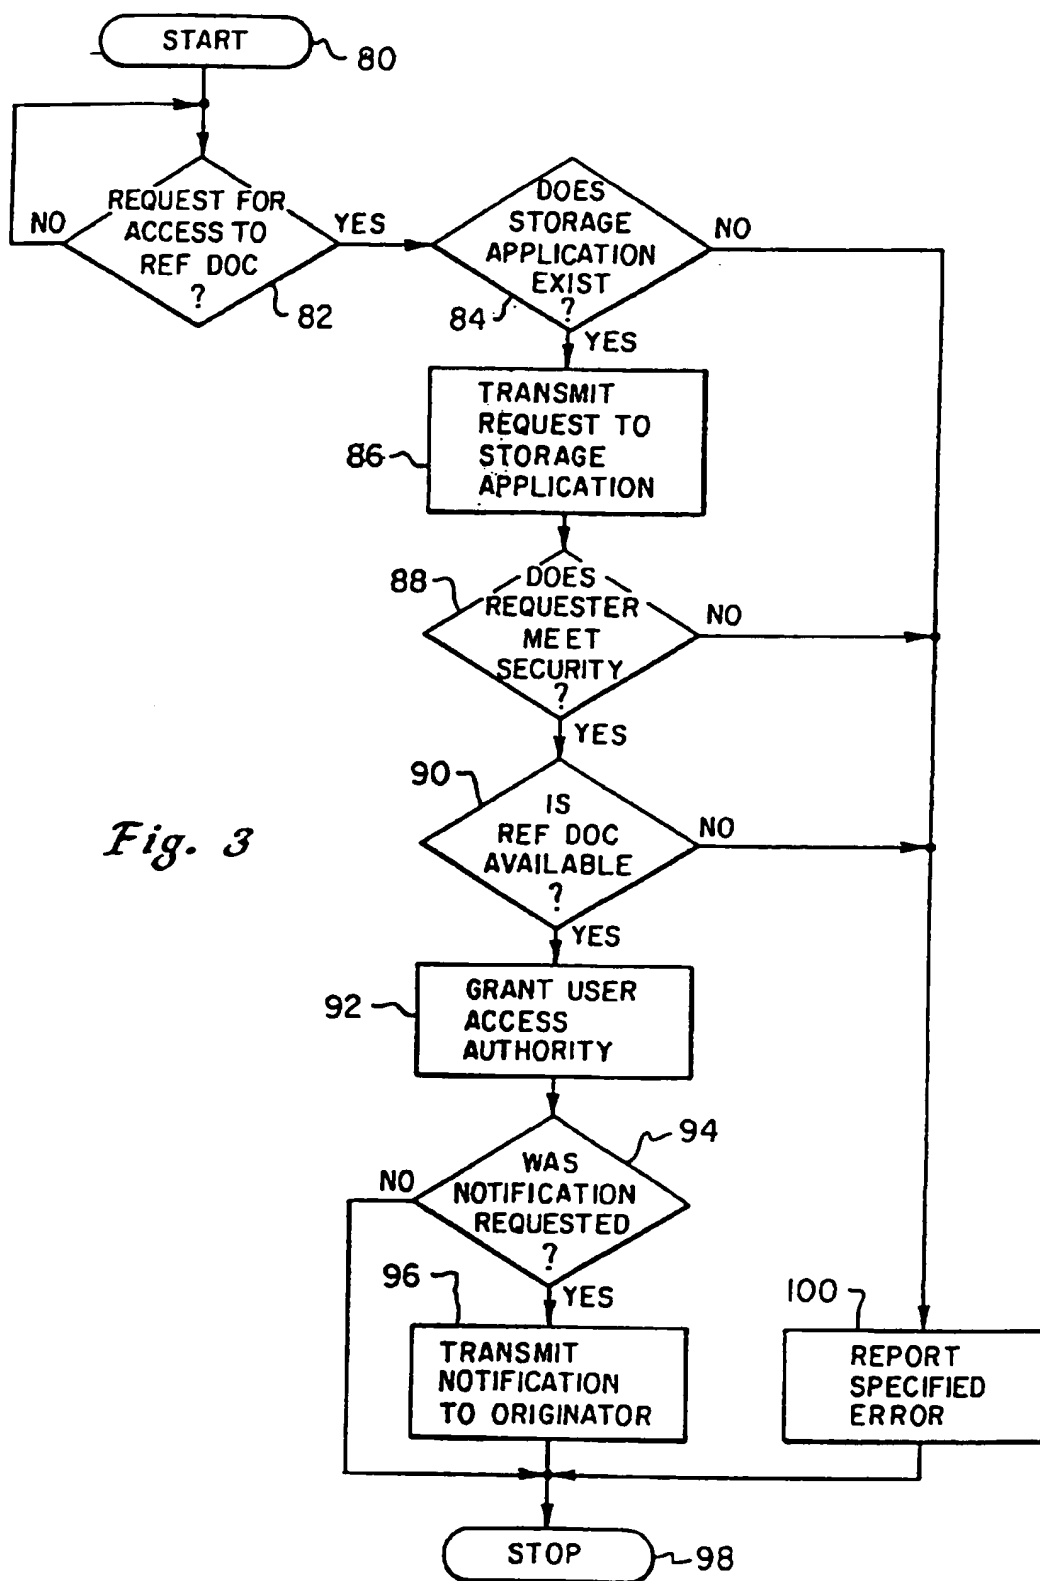 START
80
REQUEST FOR
ACCESS TO
REF DOC
?
NO
YES
82
DOES
STORAGE
APPLICATION
EXIST
?
NO
84
YES
TRANSMIT
REQUEST TO
STORAGE
APPLICATION
86
88
DOES
REQUESTER
MEET
SECURITY
?
NO
YES
90
IS
REF DOC
AVAILABLE
?
NO
YES
Fig. 3
92
GRANT USER
ACCESS
AUTHORITY
94
WAS
NOTIFICATION
REQUESTED
?
NO
YES
96
TRANSMIT
NOTIFICATION
TO ORIGINATOR
100
REPORT
SPECIFIED
ERROR
STOP
98